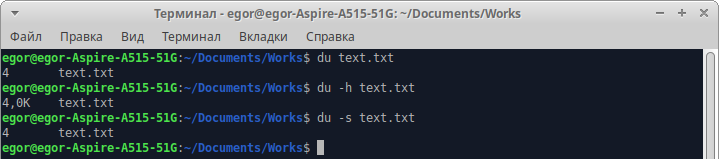 Терминал - egor@egor-Aspire-A515-51G: ~/Documents/Works
Файл Правка Вид Терминал Вкладки Справка
egor@egor-Aspire-A515-51G:~/Documents/Works$ du text.txt
4 text.txt
egor@egor-Aspire-A515-51G:~/Documents/Works$ du -h text.txt
4,0K text.txt
egor@egor-Aspire-A515-51G:~/Documents/Works$ du -s text.txt
4 text.txt
egor@egor-Aspire-A515-51G:~/Documents/Works$